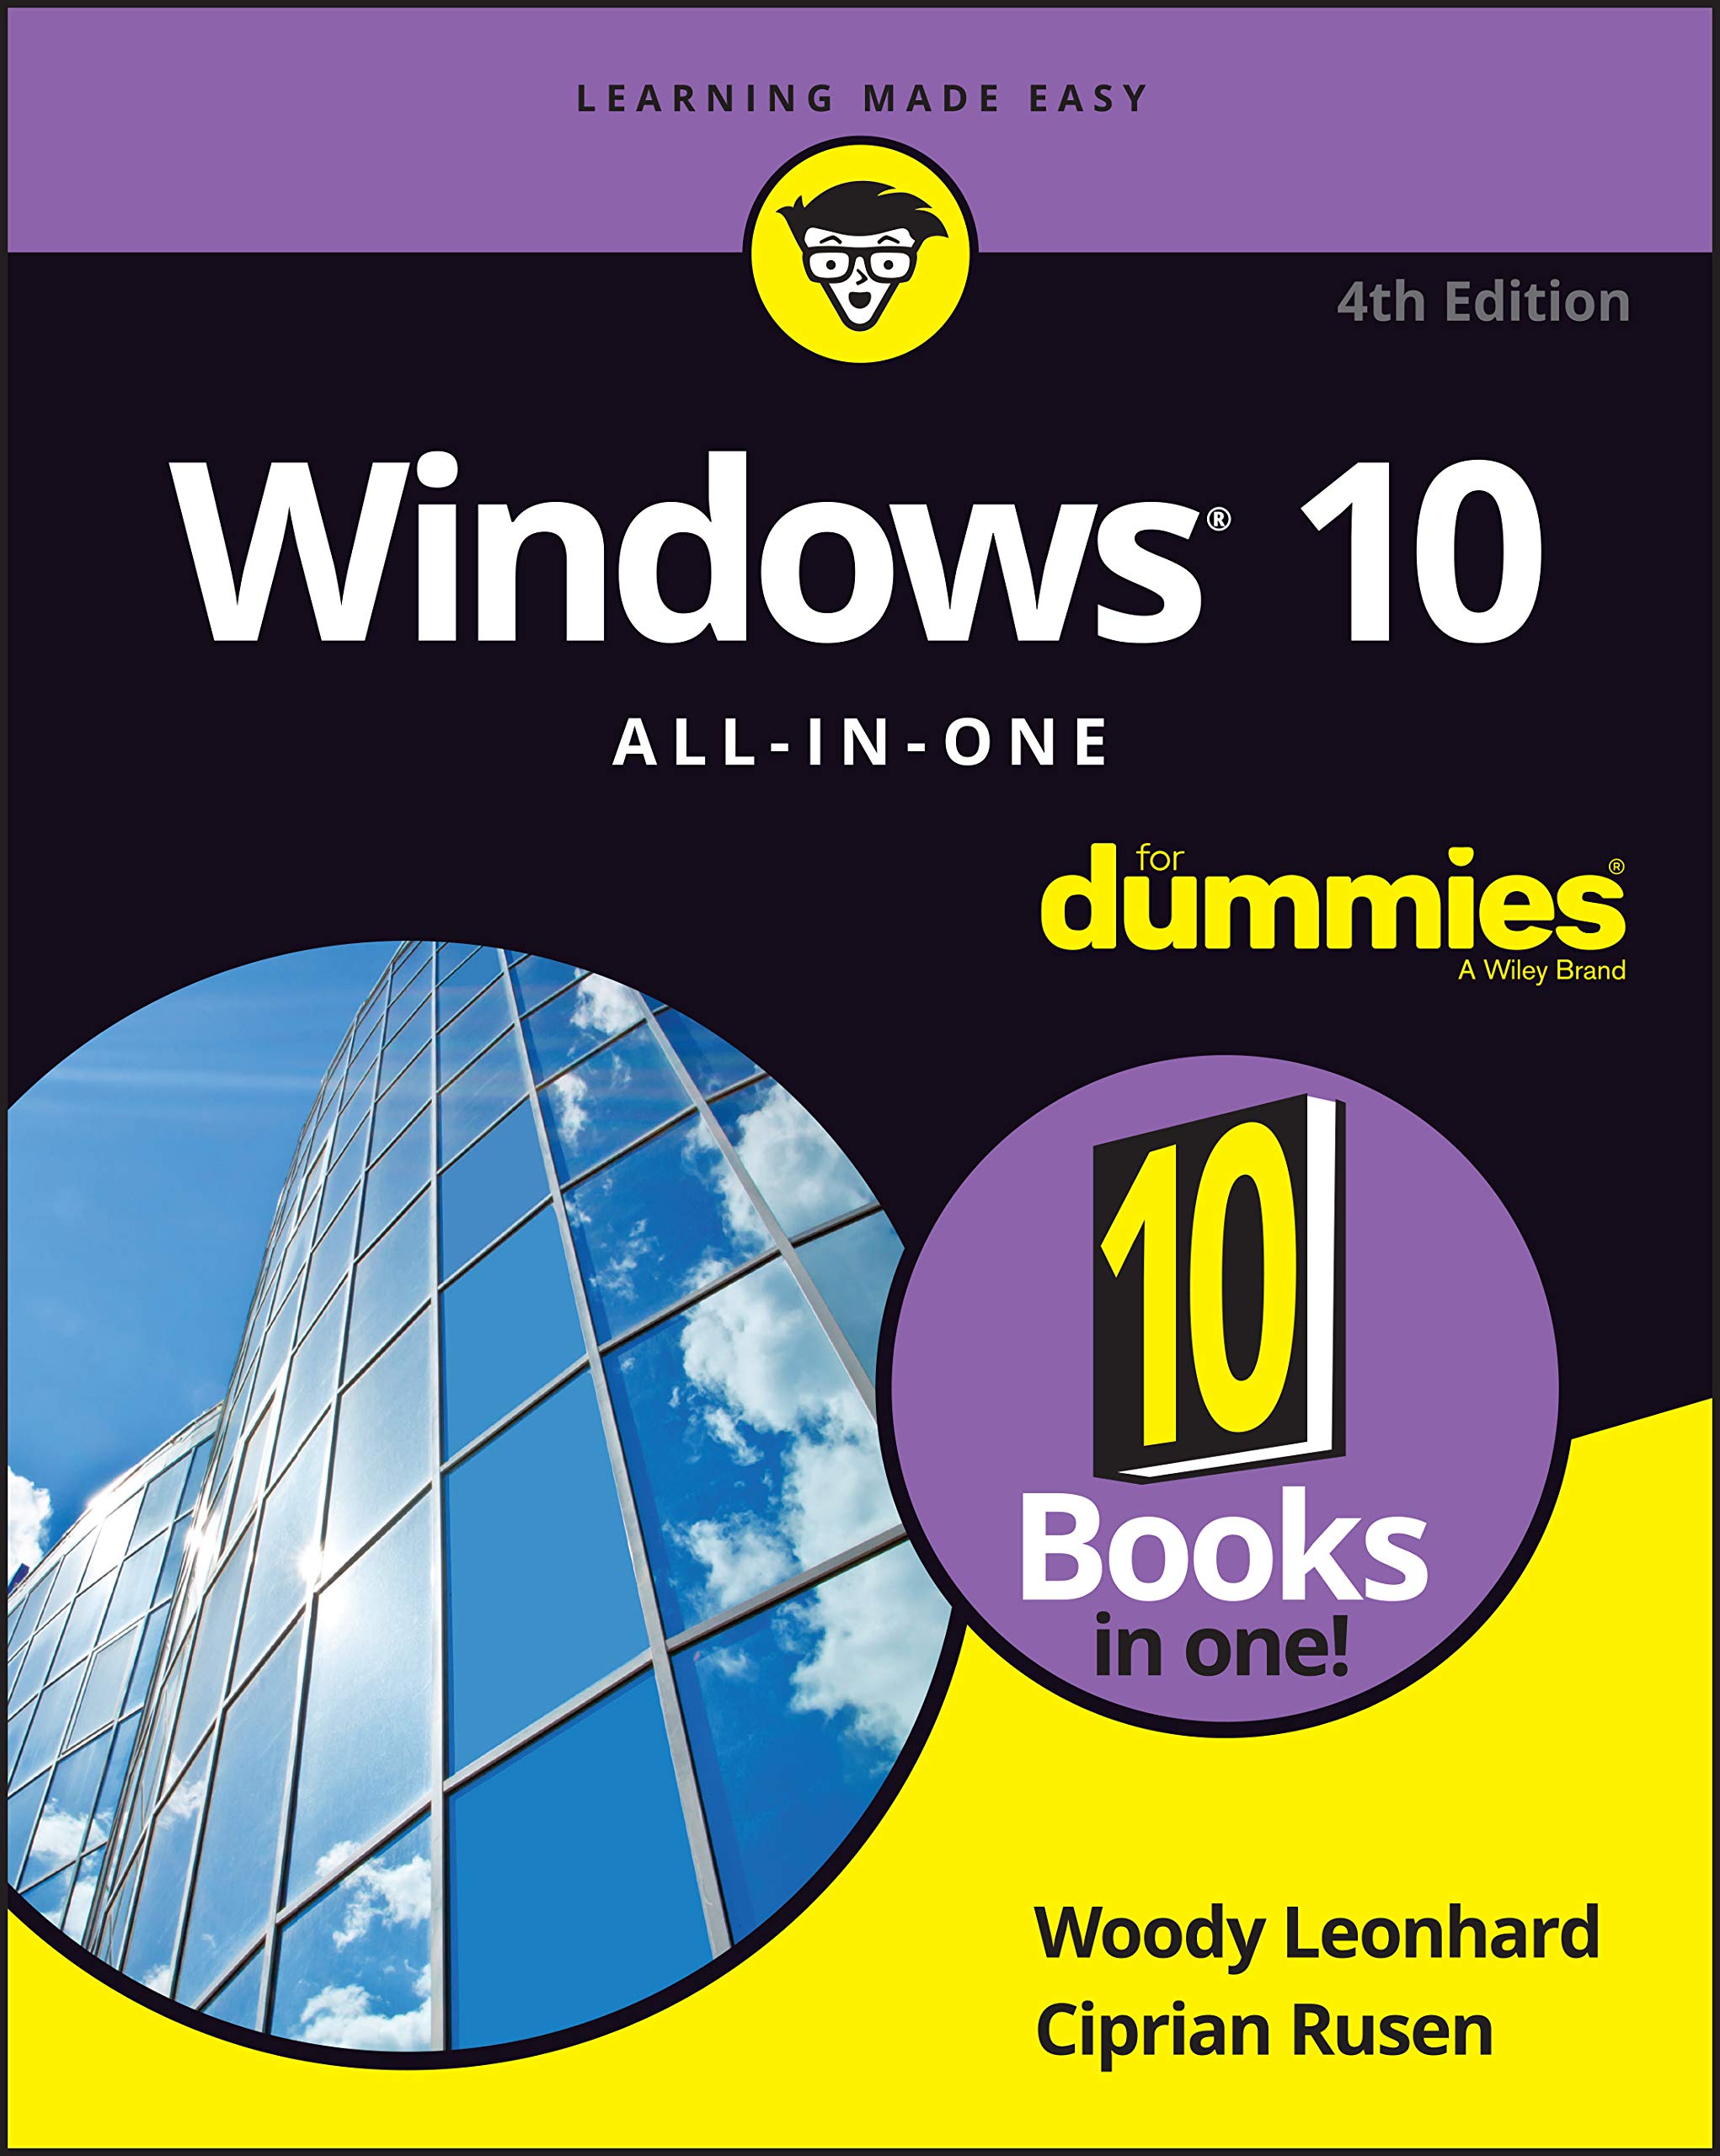 LEARNING MADE EASY
4th Edition
Windows® 10
ALL-IN-ONE
for
dummies®
A Wiley Brand
10
Books
in one!
Woody Leonhard
Ciprian Rusen